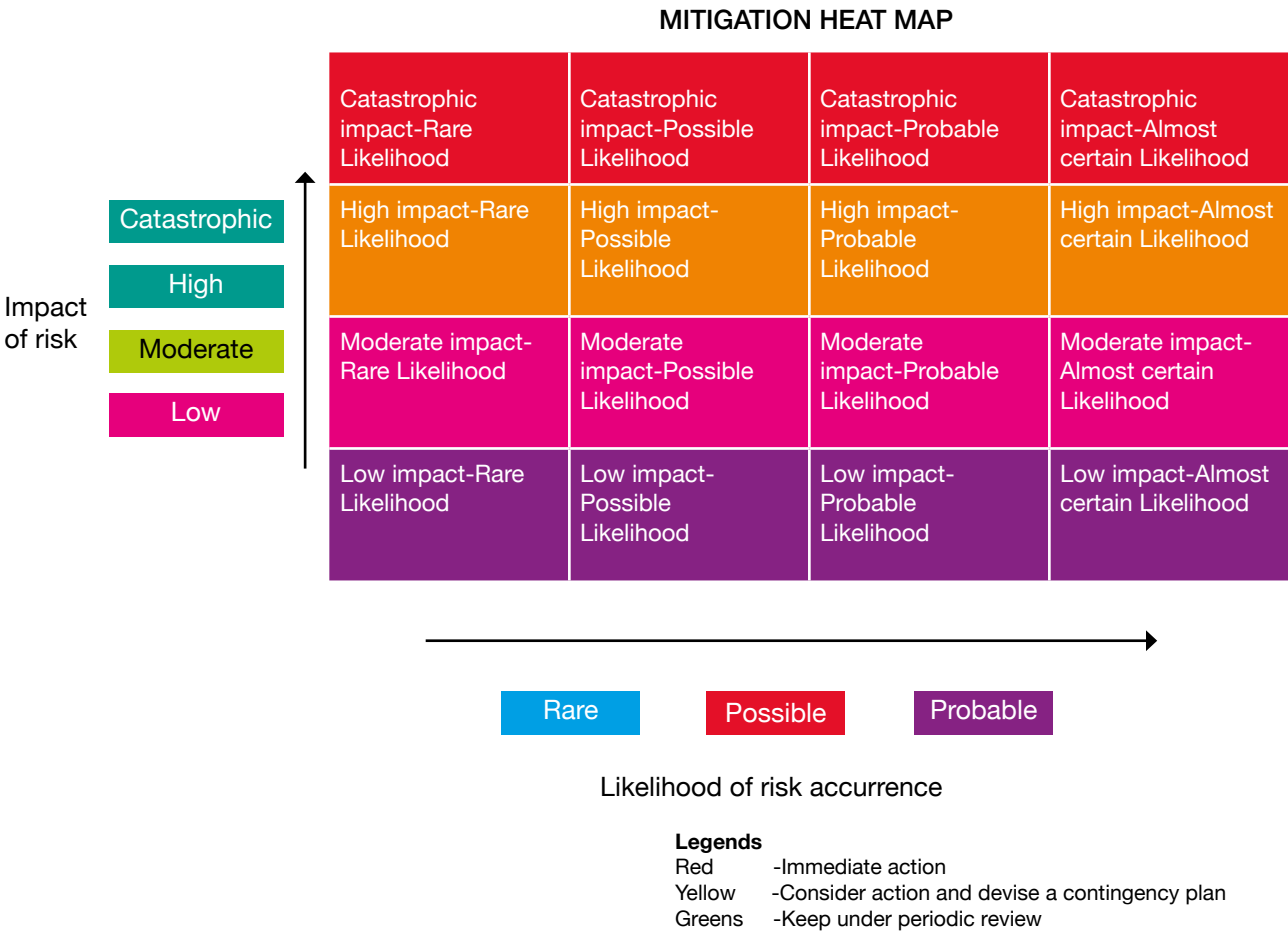 MITIGATION HEAT MAP
Catastrophic
impact-Rare
Likelihood
Catastrophic
impact-Possible
Likelihood
Catastrophic
impact-Probable
Likelihood
Catastrophic
impact-Almost
certain Likelihood
High impact-Rare
Likelihood
High impact-
Possible
Likelihood
High impact-
Probable
Likelihood
High impact-Almost
certain Likelihood
Moderate impact-
Rare Likelihood
Moderate
impact-Possible
Likelihood
Moderate
impact-Probable
Likelihood
Moderate impact-
Almost certain
Likelihood
Low impact-Rare
Likelihood
Low impact-
Possible
Likelihood
Low impact-
Probable
Likelihood
Low impact-Almost
certain Likelihood
Impact
of risk
Catastrophic
High
Moderate
Low
Rare
Possible
Probable
Likelihood of risk accurrence
Legends
Red -Immediate action
Yellow -Consider action and devise a contingency plan
Greens -Keep under periodic review